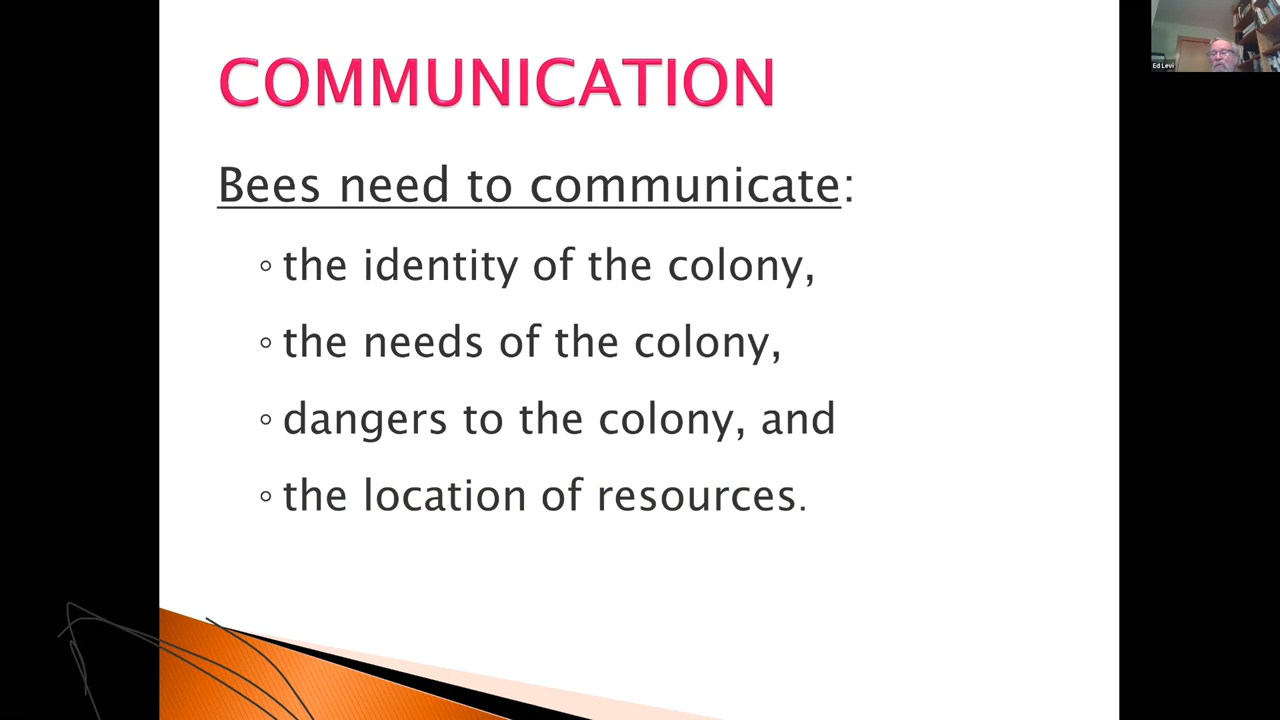 COMMUNICATION
Bees need to communicate:
◦ the identity of the colony,
◦ the needs of the colony,
◦ dangers to the colony, and
◦ the location of resources.
Ed Levi